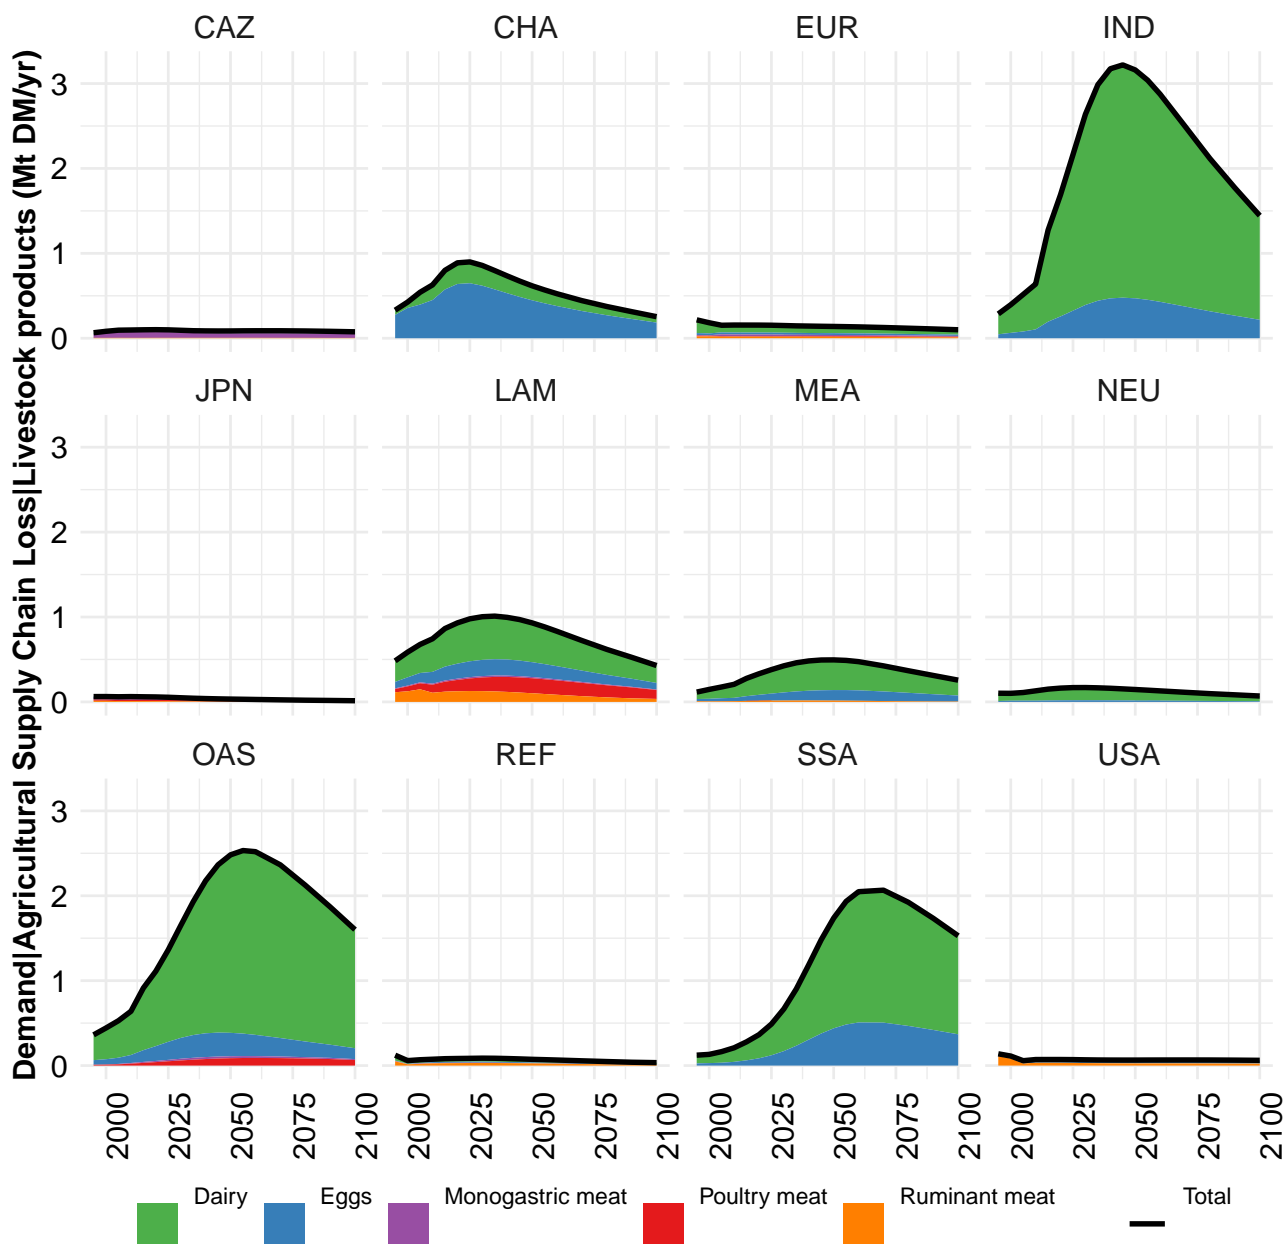 Demand|Agricultural Supply Chain Loss|Livestock products (Mt DM/yr)
CAZ CHA EUR IND
3
2
1
0
JPN LAM MEA NEU
3
2
1
0
OAS REF SSA USA
3
2
1
0
2000 2025 2050 2075 2100 2000 2025 2050 2075 2100 2000 2025 2050 2075 2100 2000 2025 2050 2075 2100
Dairy Eggs Monogastric meat Poultry meat Ruminant meat Total